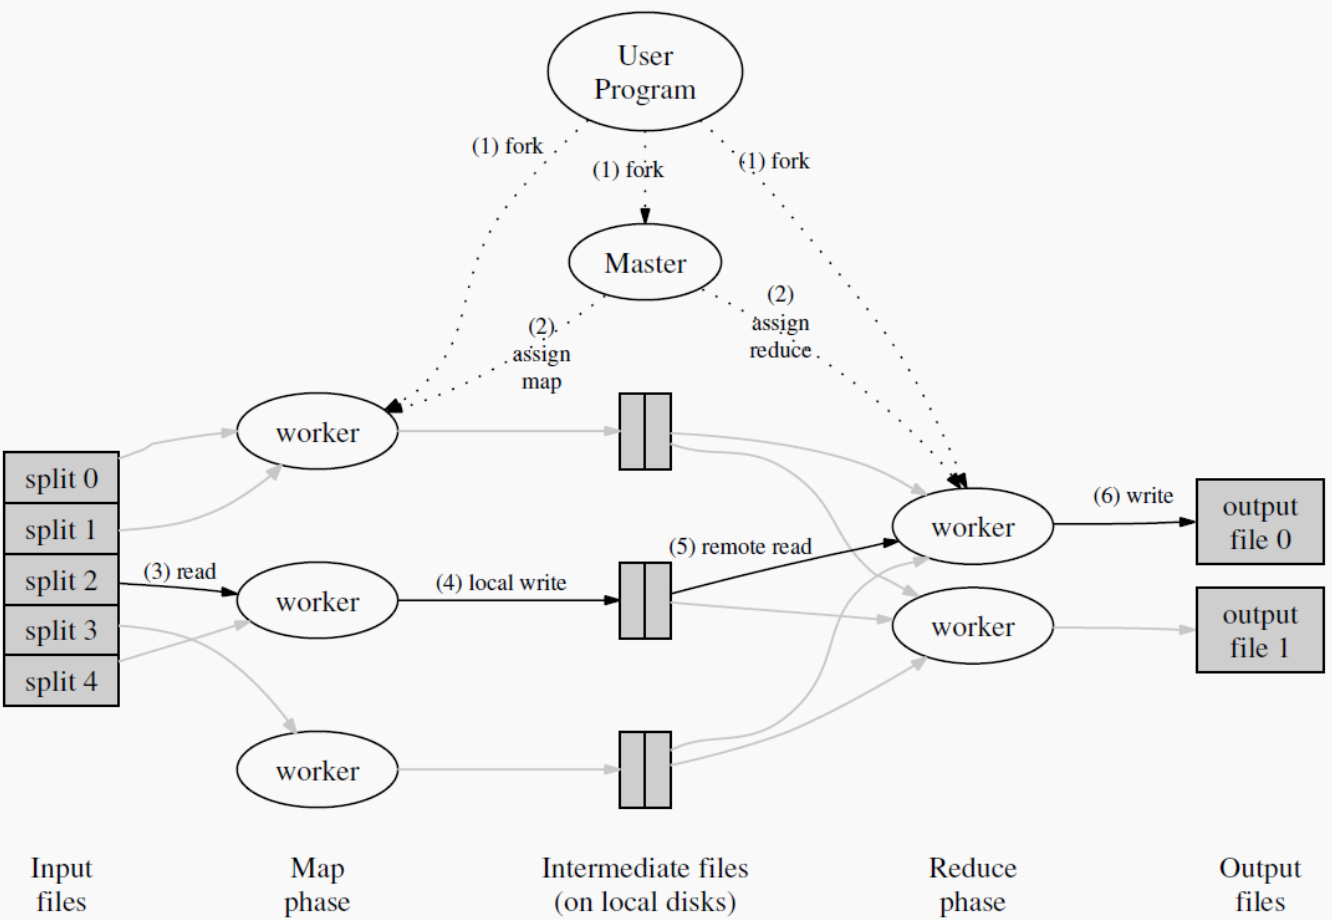 User
Program
(1) fork
(1) fork
(1) fork
Master
(2)
assign
map
(2)
assign
reduce
worker
split 0
split 1
split 2
split 3
split 4
(3) read
worker
(4) local write
(5) remote read
worker
(6) write
output
file 0
worker
output
file 1
worker
Input
files
Map
phase
Intermediate files
(on local disks)
Reduce
phase
Output
files